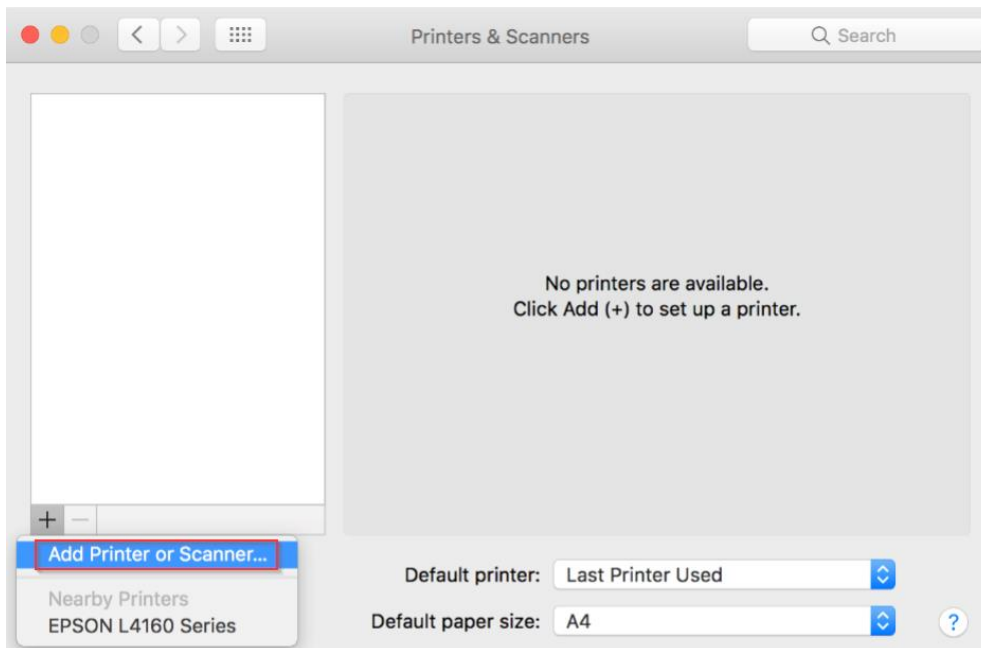 Printers & Scanners
Search
No printers are available.
Click Add (+) to set up a printer.
Add Printer or Scanner...
Nearby Printers
EPSON L4160 Series
Default printer: Last Printer Used
Default paper size: A4
?